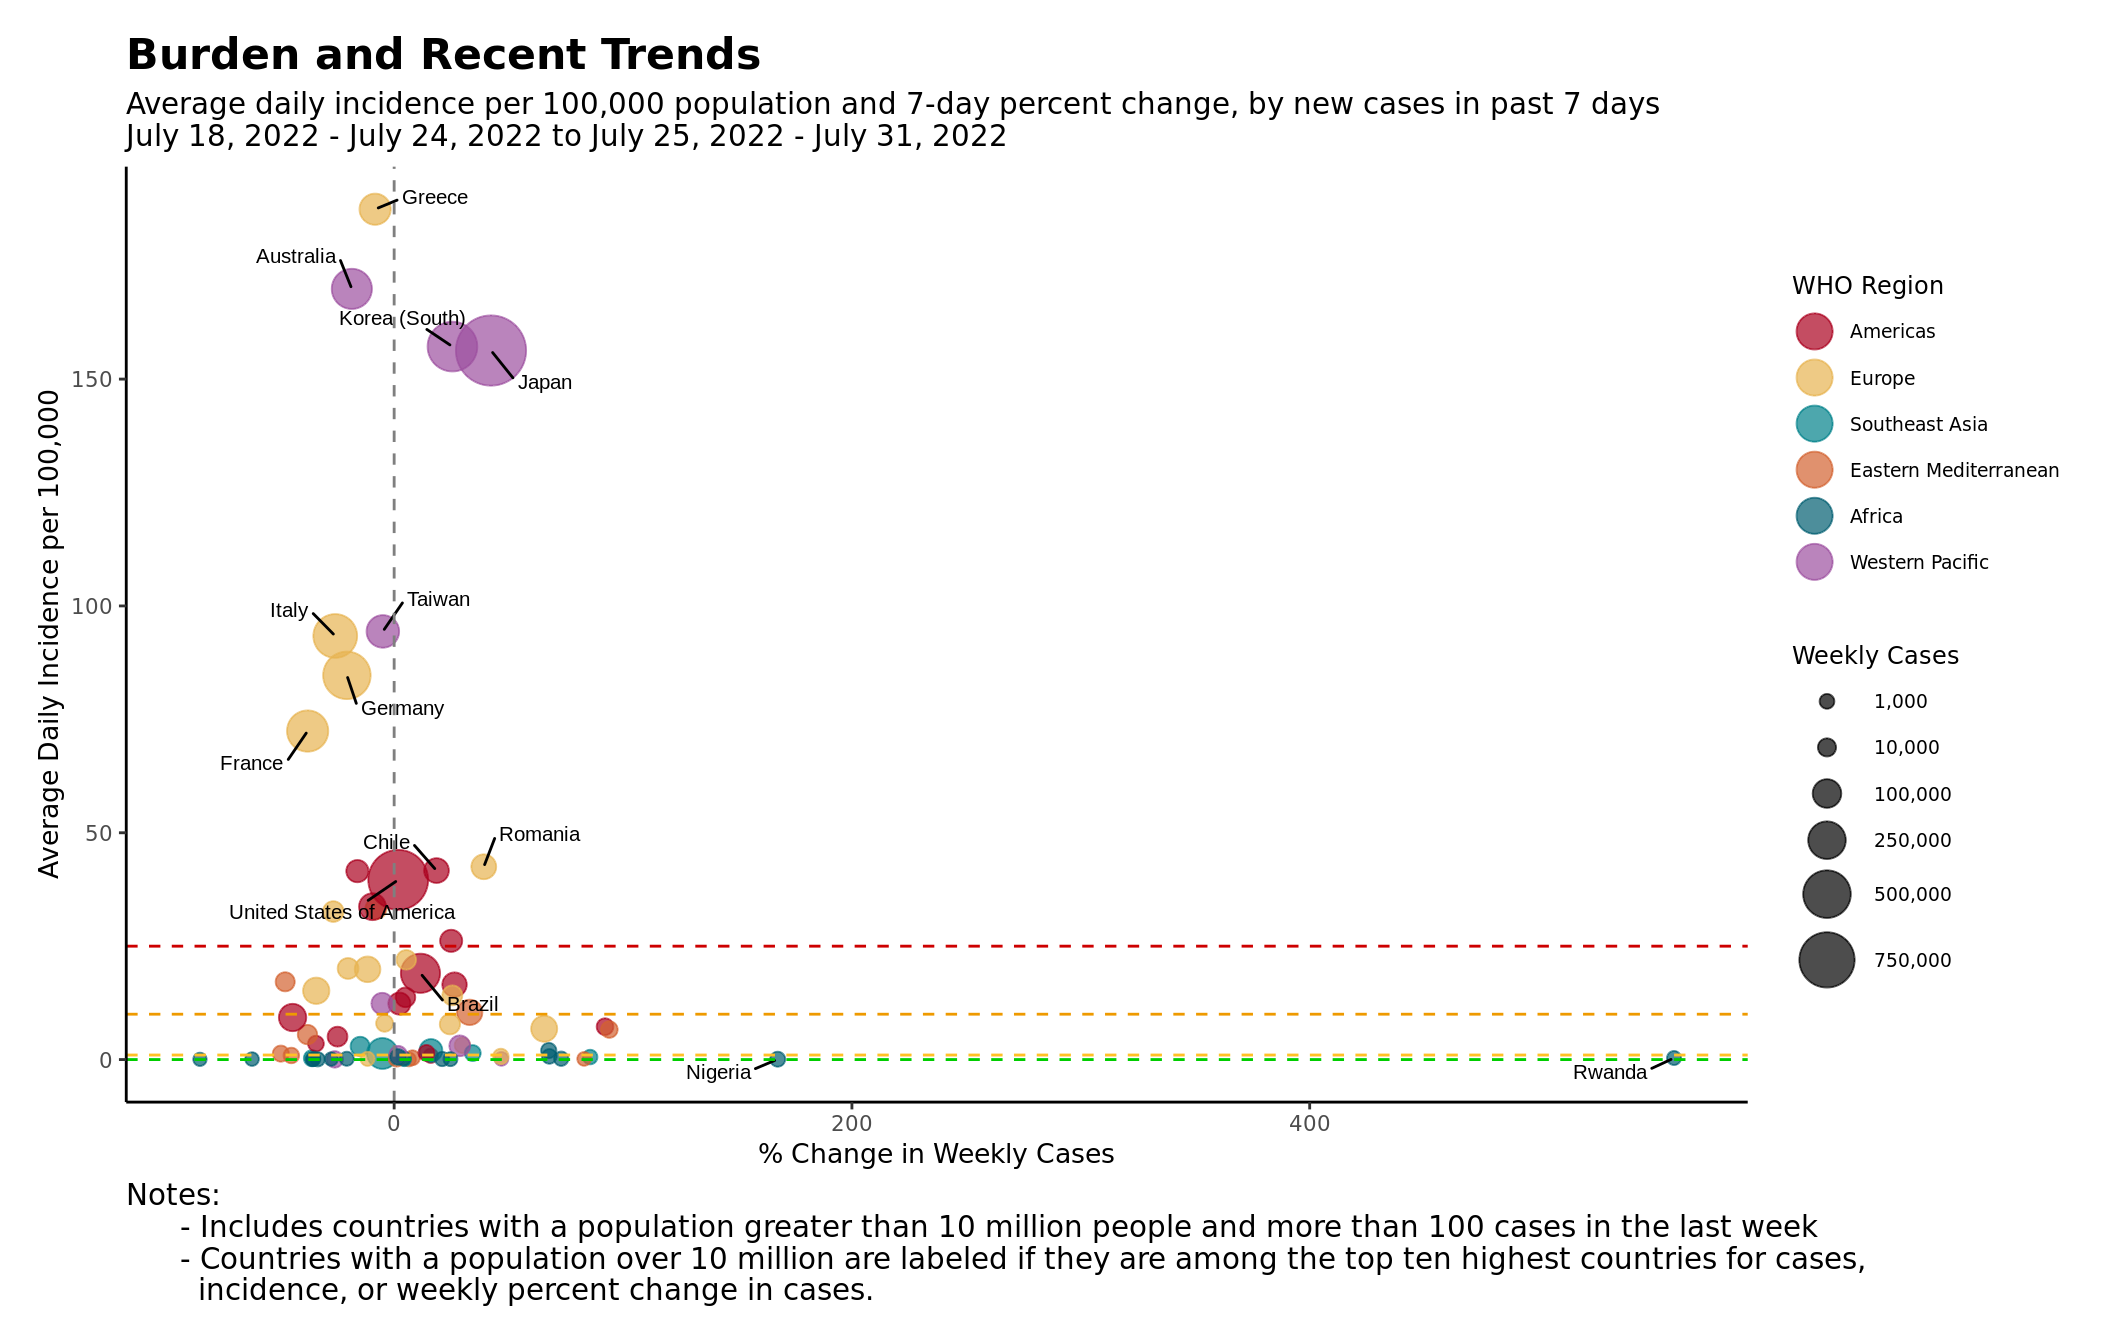 Burden and Recent Trends
Average daily incidence per 100,000 population and 7-day percent change, by new cases in past 7 days
July 18, 2022 - July 24, 2022 to July 25, 2022 - July 31, 2022
Average Daily Incidence per 100,000
150
100
50
0
Greece
Australia
Korea (South)
Japan
Italy
Taiwan
Germany
France
Chile
Romania
United States of America
Brazil
Nigeria
Rwanda
0
200
400
% Change in Weekly Cases
WHO Region
Americas
Europe
Southeast Asia
Eastern Mediterranean
Africa
Western Pacific
Weekly Cases
1,000
10,000
100,000
250,000
500,000
750,000
Notes:
- Includes countries with a population greater than 10 million people and more than 100 cases in the last week
- Countries with a population over 10 million are labeled if they are among the top ten highest countries for cases,
incidence, or weekly percent change in cases.